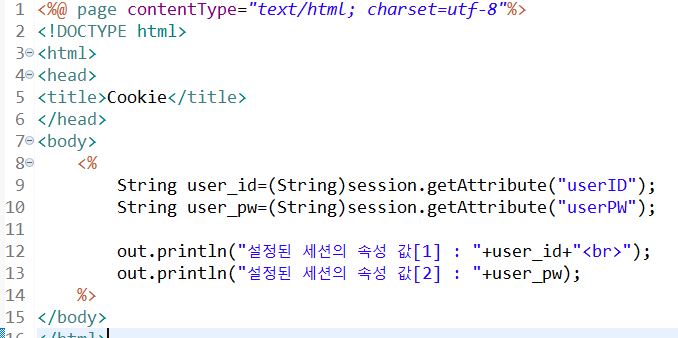 1 <%@ page contentType="text/html; charset=utf-8"%>
2 <!DOCTYPE html>
3 <html>
4 <head>
5 <title>Cookie</title>
6 </head>
7 <body>
8 <%
9 String user_id=(String)session.getAttribute("userID");
10 String user_pw=(String)session.getAttribute("userPW");
11
12 out.println("설정된 세션의 속성 값[1] : "+user_id+"<br>");
13 out.println("설정된 세션의 속성 값[2] : "+user_pw);
14 %>
15 </body>
16 </html>